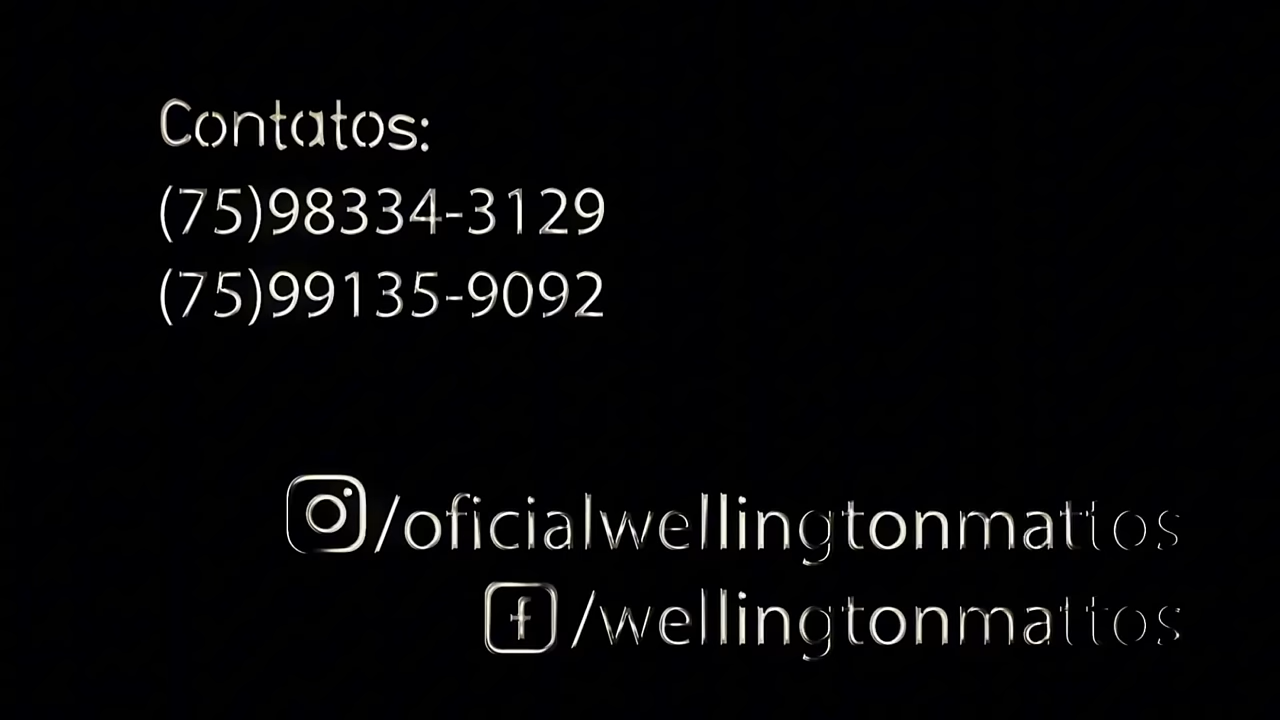 Contatos:
(75)98334-3129
(75)99135-9092
/oficialwellingtonmattos
/wellingtonmattos